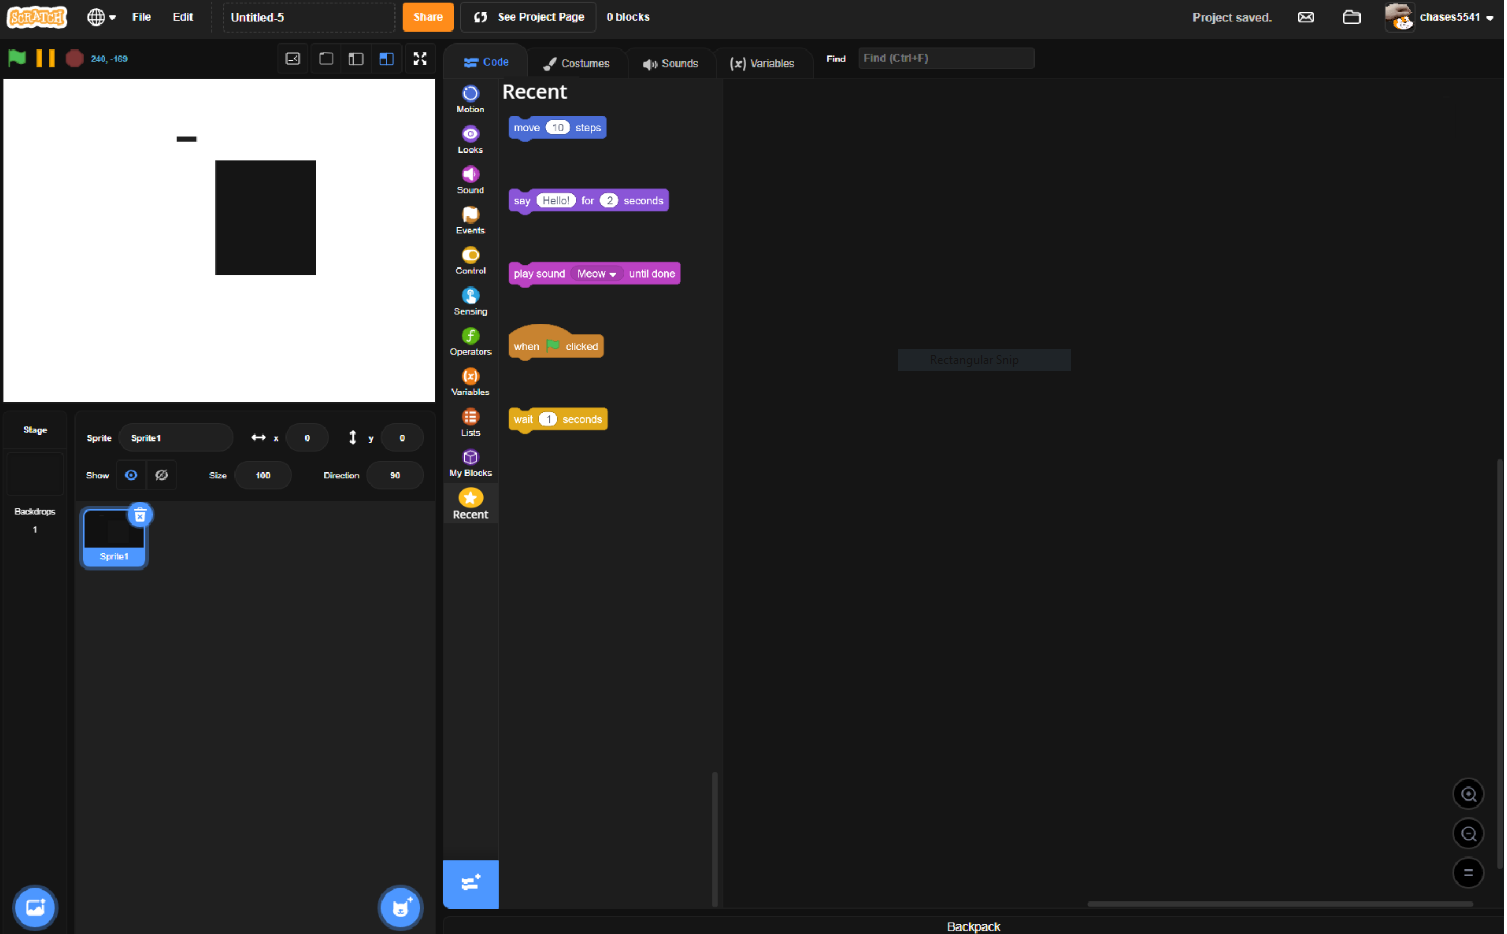 SCRATCH
File
Edit
Untitled-5
Share
See Project Page
0 blocks
Project saved.
chases5541
240, -169
Code
Costumes
Sounds
(x) Variables
Find
Find (Ctrl+F)
Motion
Looks
Sound
Events
Control
Sensing
Operators
Variables
Lists
My Blocks
Recent
Recent
move 10 steps
say Hello! for 2 seconds
play sound Meow until done
when clicked
wait 1 seconds
Rectangular Snip
Stage
Backdrops
1
Sprite Sprite1 x 0 y 0
Show Size 100 Direction 90
Sprite1
Backpack